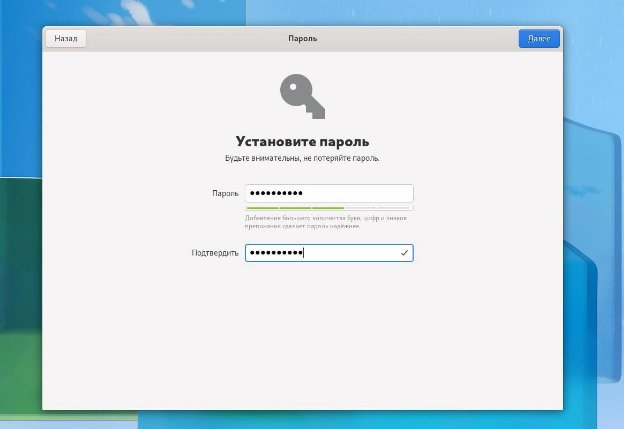 Назад
Пароль
Далее
Установите пароль
Будьте внимательны, не потеряйте пароль.
Пароль
●●●●●●●●●●
Добавление большего количества букв, цифр и знаков
препинания сделает пароль надёжнее.
Подтвердить
●●●●●●●●●●